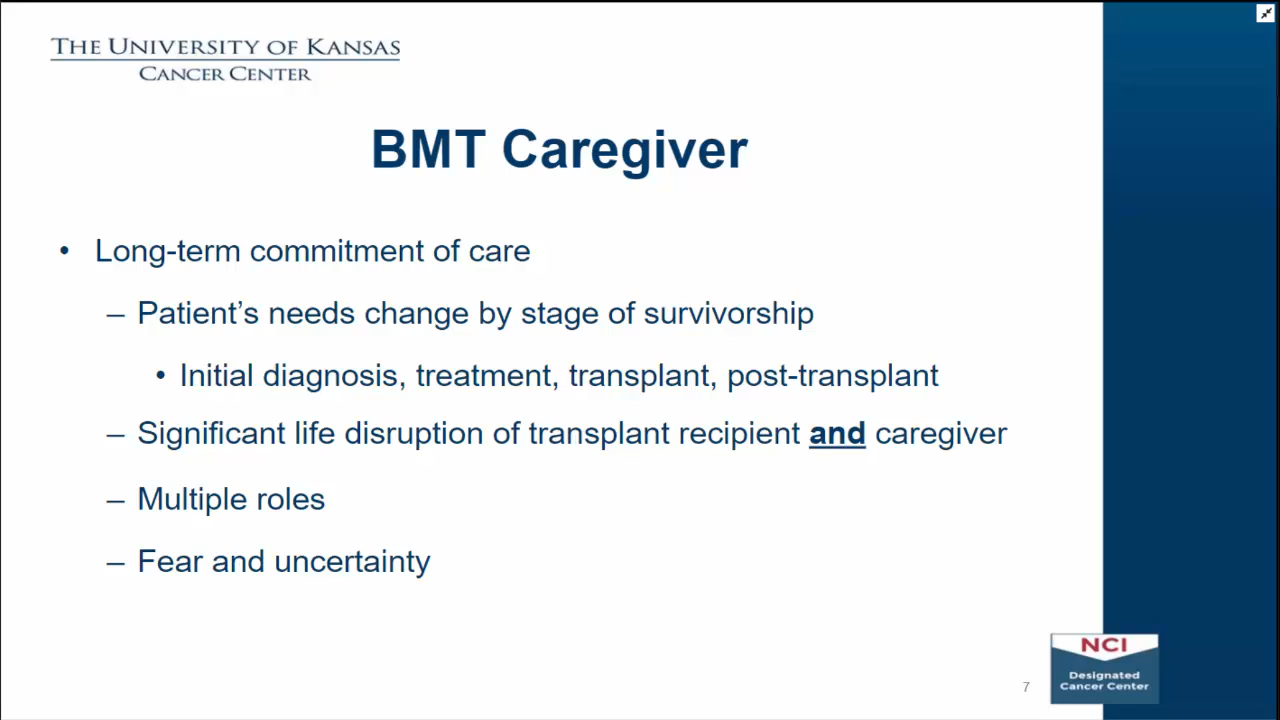 THE UNIVERSITY OF KANSAS
CANCER CENTER
BMT Caregiver
• Long-term commitment of care
– Patient’s needs change by stage of survivorship
• Initial diagnosis, treatment, transplant, post-transplant
– Significant life disruption of transplant recipient and caregiver
– Multiple roles
– Fear and uncertainty
7
NCI
Designated
Cancer Center